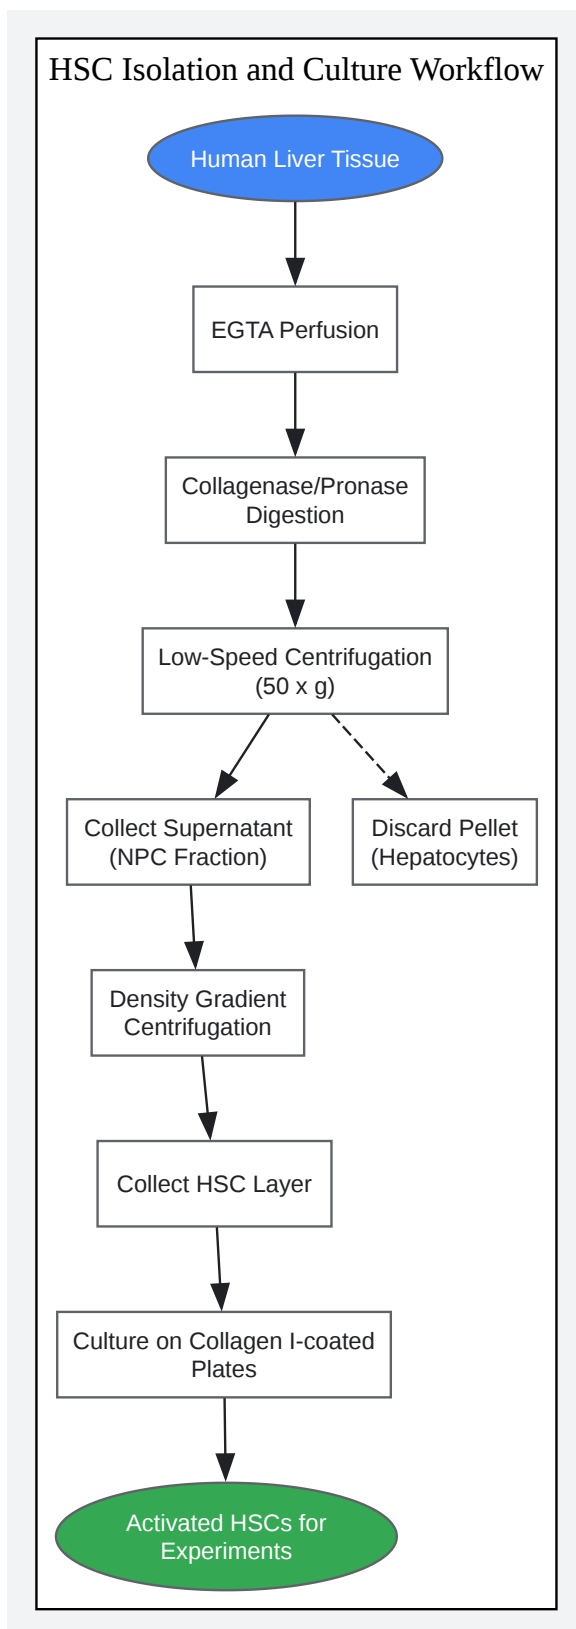 HSC Isolation and Culture Workflow
Human Liver Tissue
EGTA Perfusion
Collagenase/Pronase
Digestion
Low-Speed Centrifugation
(50 x g)
Collect Supernatant
(NPC Fraction)
Discard Pellet
(Hepatocytes)
Density Gradient
Centrifugation
Collect HSC Layer
Culture on Collagen I-coated
Plates
Activated HSCs for
Experiments